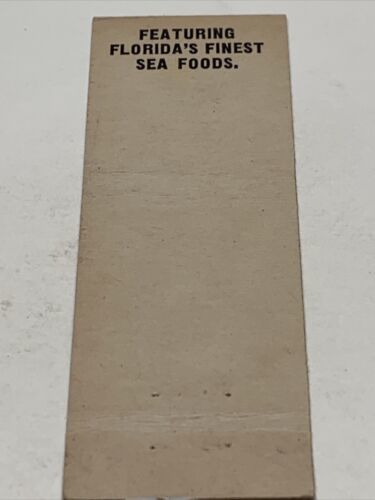 FEATURING
FLORIDA'S FINEST
SEA FOODS.